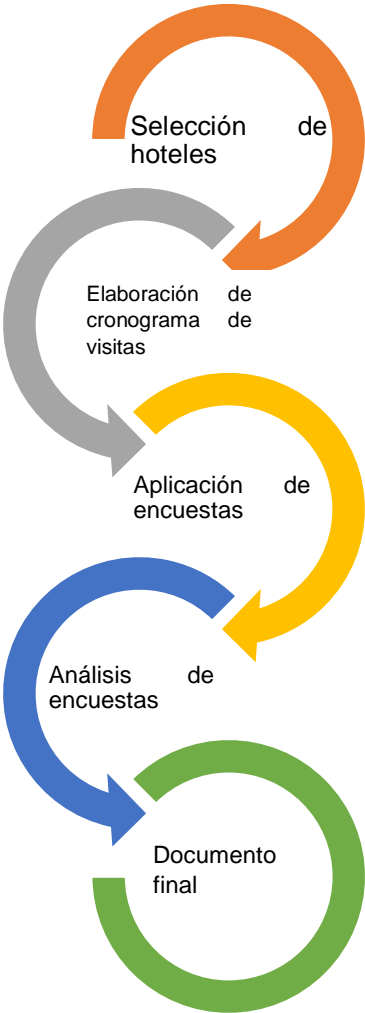 Selección de
hoteles
Elaboración de
cronograma de
visitas
Aplicación de
encuestas
Análisis de
encuestas
Documento
final